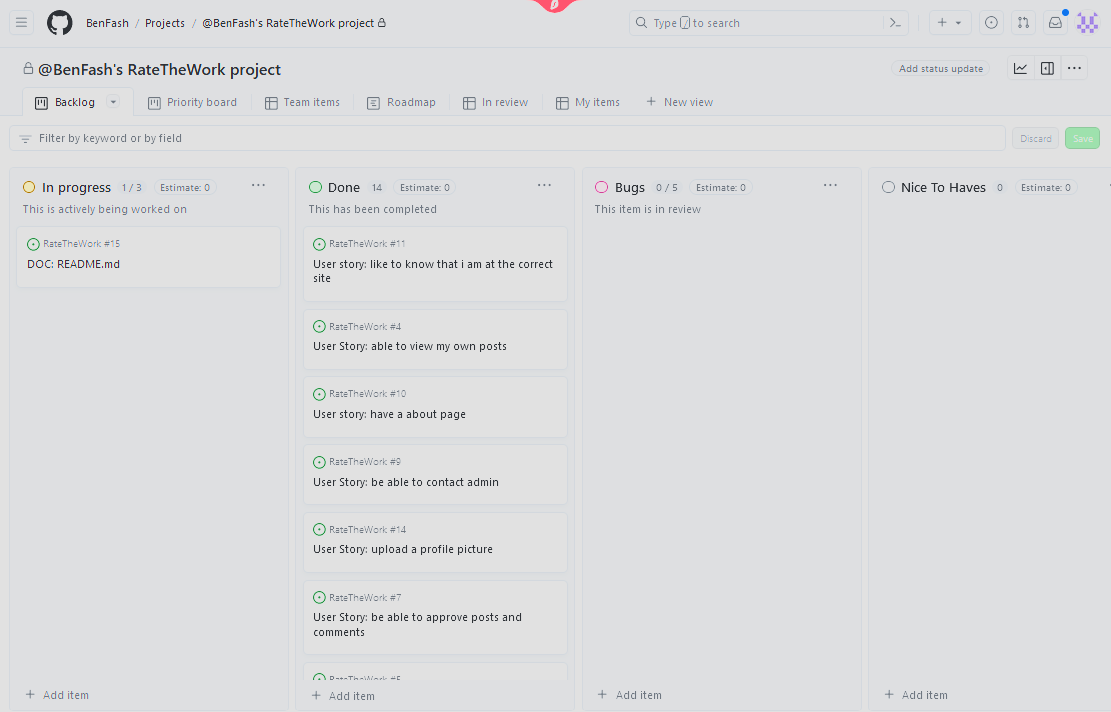 BenFash / Projects / @BenFash's RateTheWork project
Type / to search
@BenFash's RateTheWork project
Add status update
Backlog
Priority board
Team items
Roadmap
In review
My items
New view
Filter by keyword or by field
Discard
Save
In progress 1 / 3 Estimate: 0
This is actively being worked on
RateTheWork #15
DOC: README.md
Add item
Done 14 Estimate: 0
This has been completed
RateTheWork #11
User story: like to know that i am at the correct
site
RateTheWork #4
User Story: able to view my own posts
RateTheWork #10
User story: have a about page
RateTheWork #9
User Story: be able to contact admin
RateTheWork #14
User Story: upload a profile picture
RateTheWork #7
User Story: be able to approve posts and
comments
Add item
Bugs 0 / 5 Estimate: 0
This item is in review
Add item
Nice To Haves 0 Estimate: 0
Add item